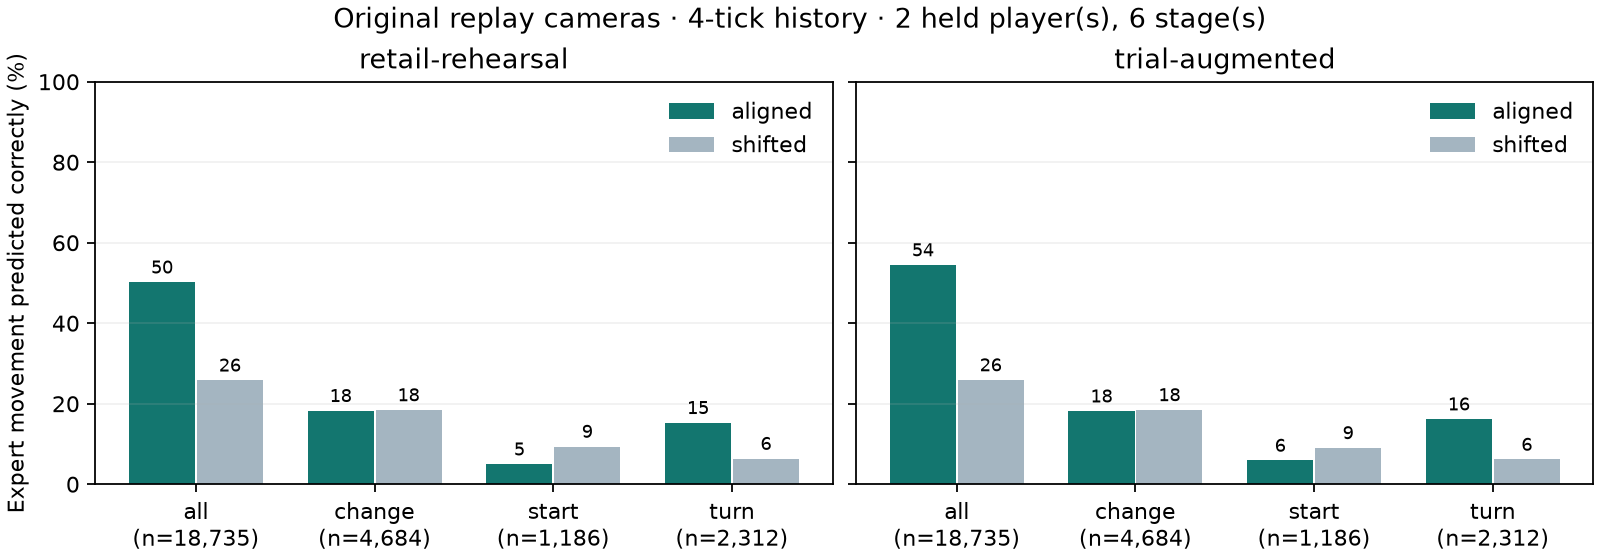 Original replay cameras · 4-tick history · 2 held player(s), 6 stage(s)
retail-rehearsal
trial-augmented
Expert movement predicted correctly (%)
100
80
60
40
20
0
aligned
shifted
50
26
18
18
5
9
15
6
all
(n=18,735)
change
(n=4,684)
start
(n=1,186)
turn
(n=2,312)
aligned
shifted
54
26
18
18
6
9
16
6
all
(n=18,735)
change
(n=4,684)
start
(n=1,186)
turn
(n=2,312)